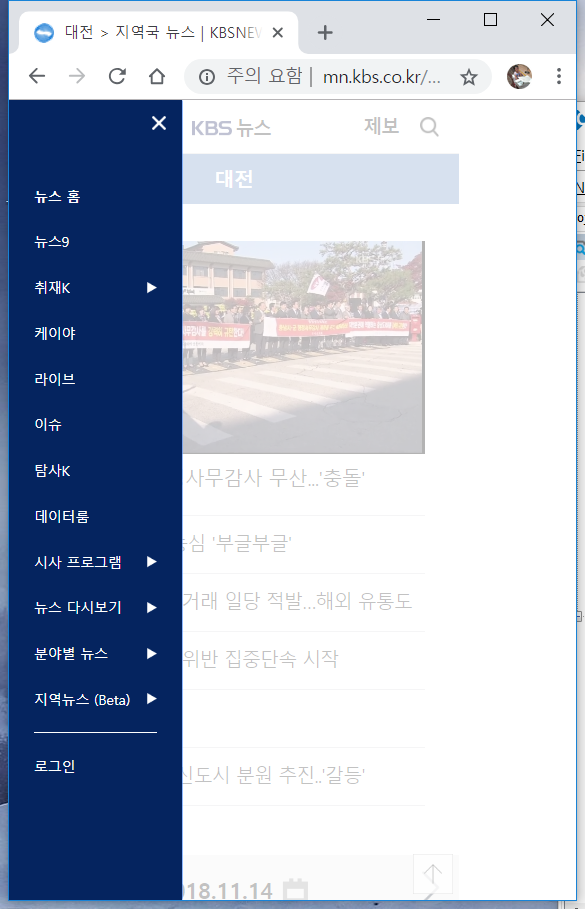 대전 > 지역국 뉴스 | KBSNEW
주의 요함 | mn.kbs.co.kr/...
KBS 뉴스 제보
대전
뉴스 홈
뉴스9
취재K
케이야
라이브
이슈
탐사K
데이터룸
시사 프로그램
뉴스 다시보기
분야별 뉴스
지역뉴스 (Beta)
로그인
사무감사 무산...'충돌'
'부글부글'
거래 일당 적발...해외 유통도
위반 집중단속 시작
신도시 분원 추진..'갈등'
018.11.14